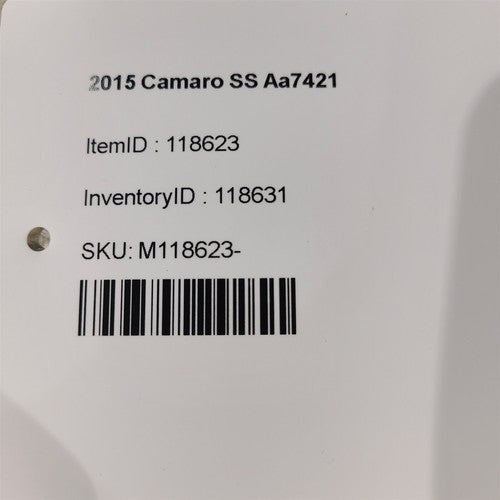 2015 Camaro SS Aa7421
ItemID : 118623
InventoryID : 118631
SKU: M118623-